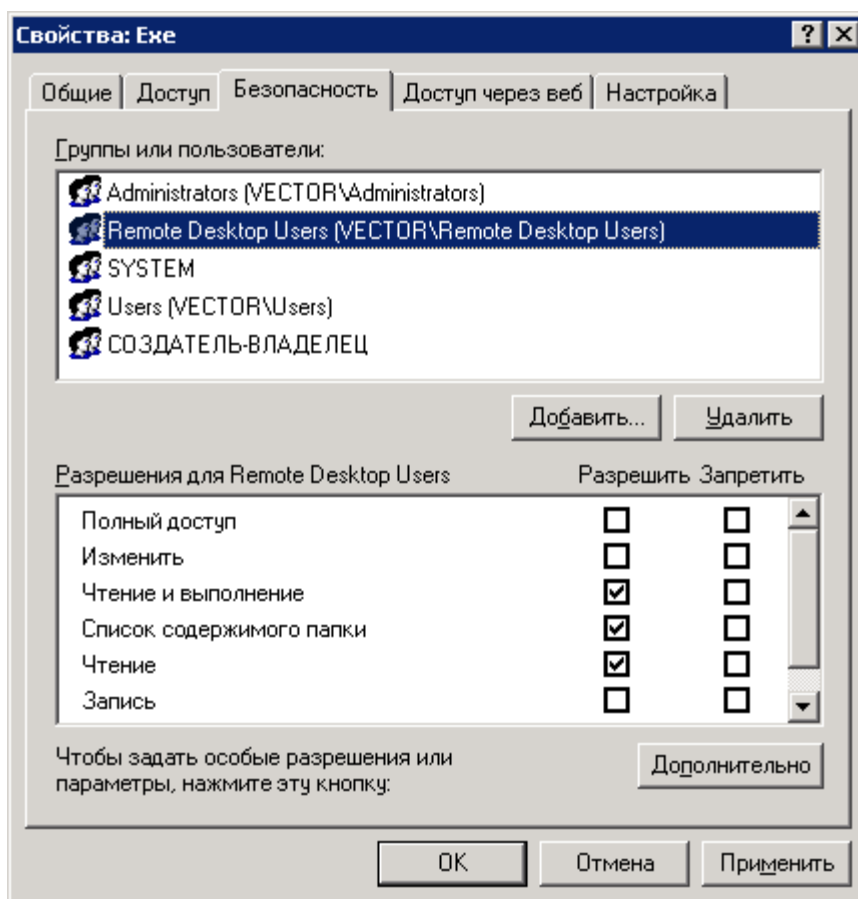 Свойства: Exe
Общие Доступ Безопасность Доступ через веб Настройка
Группы или пользователи:
Administrators (VECTOR\Administrators)
Remote Desktop Users (VECTOR\Remote Desktop Users)
SYSTEM
Users (VECTOR\Users)
СОЗДАТЕЛЬ-ВЛАДЕЛЕЦ
Добавить... Удалить
Разрешения для Remote Desktop Users Разрешить Запретить
Полный доступ
Изменить
Чтение и выполнение
Список содержимого папки
Чтение
Запись
Чтобы задать особые разрешения или
параметры, нажмите эту кнопку:
Дополнительно
OK Отмена Применить